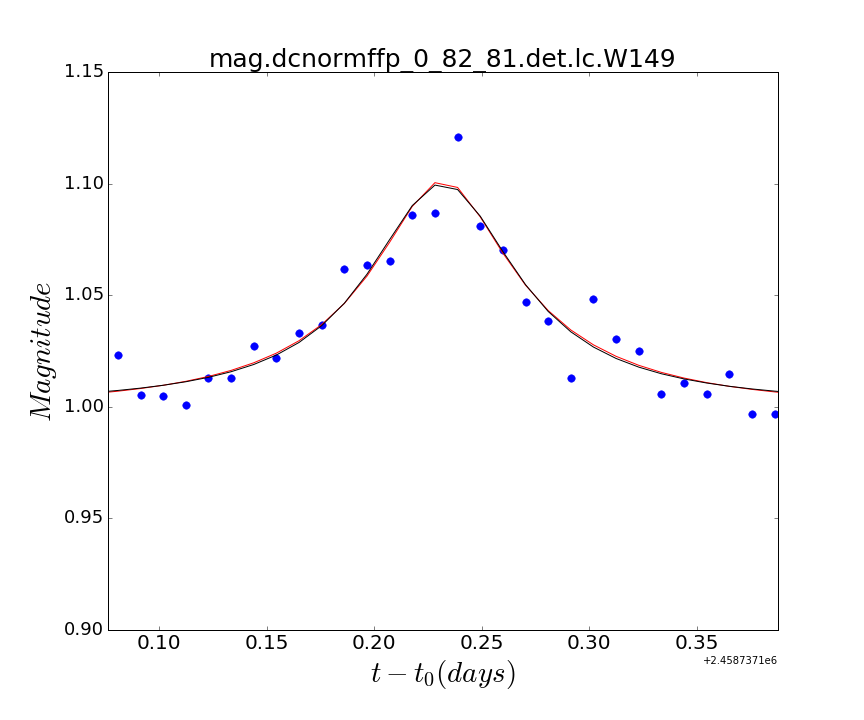 mag.dcnormffp_0_82_81.det.lc.W149
1.15
1.10
1.05
1.00
0.95
0.90
Magnitude
0.10 0.15 0.20 0.25 0.30 0.35
+2.4587371e6
t − t0(days)